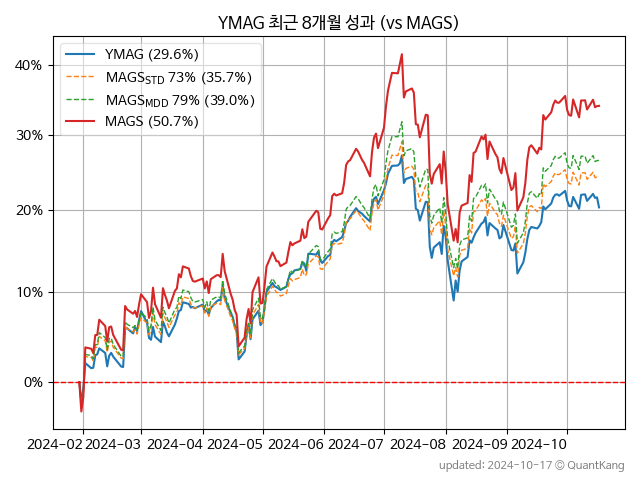 YMAG 최근 8개월 성과 (vs MAGS)
YMAG (29.6%)
MAGS_STD 73% (35.7%)
MAGS_MDD 79% (39.0%)
MAGS (50.7%)
40%
30%
20%
10%
0%
2024-02 2024-03 2024-04 2024-05 2024-06 2024-07 2024-08 2024-09 2024-10
updated: 2024-10-17 © QuantKang